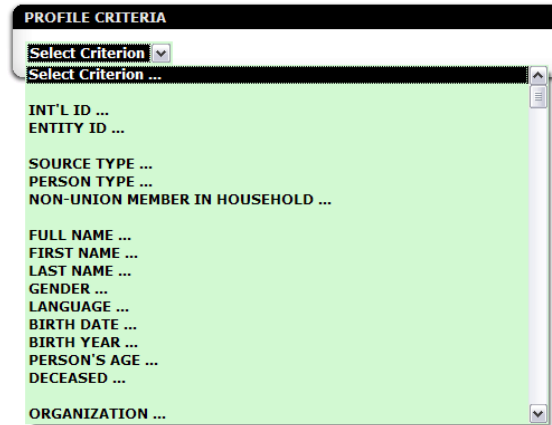 PROFILE CRITERIA
Select Criterion
Select Criterion ...
INT'L ID ...
ENTITY ID ...
SOURCE TYPE ...
PERSON TYPE ...
NON-UNION MEMBER IN HOUSEHOLD ...
FULL NAME ...
FIRST NAME ...
LAST NAME ...
GENDER ...
LANGUAGE ...
BIRTH DATE ...
BIRTH YEAR ...
PERSON'S AGE ...
DECEASED ...
ORGANIZATION ...